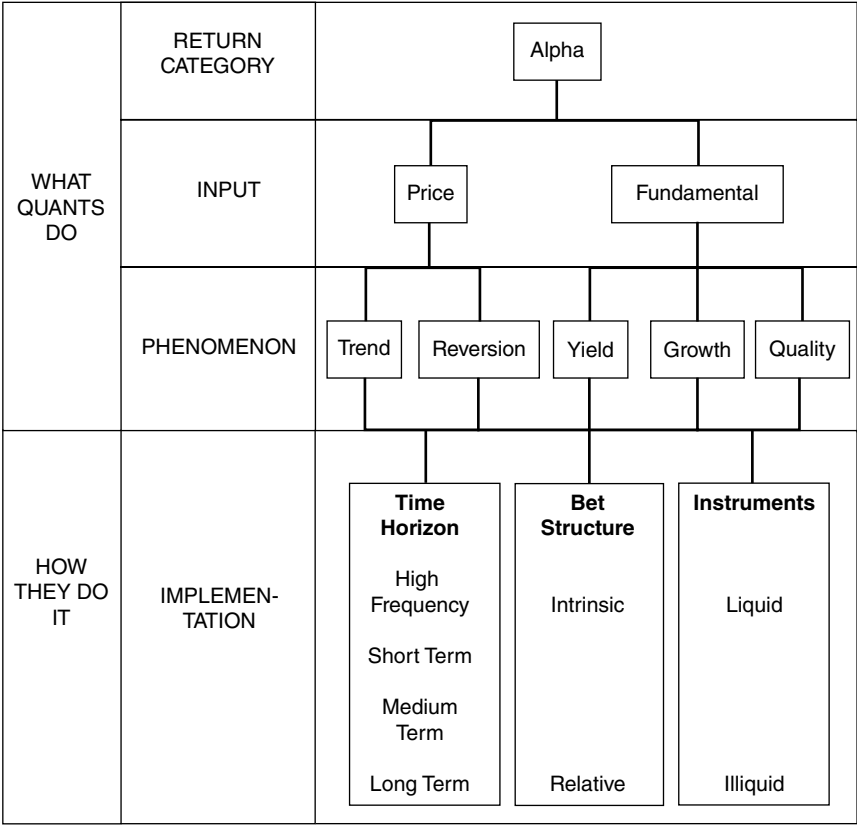 RETURN
CATEGORY
Alpha
WHAT
QUANTS
DO
INPUT
Price
Fundamental
PHENOMENON
Trend
Reversion
Yield
Growth
Quality
HOW
THEY DO
IT
IMPLEMEN-
TATION
Time
Horizon
High
Frequency
Short Term
Medium
Term
Long Term
Bet
Structure
Intrinsic
Relative
Instruments
Liquid
Illiquid